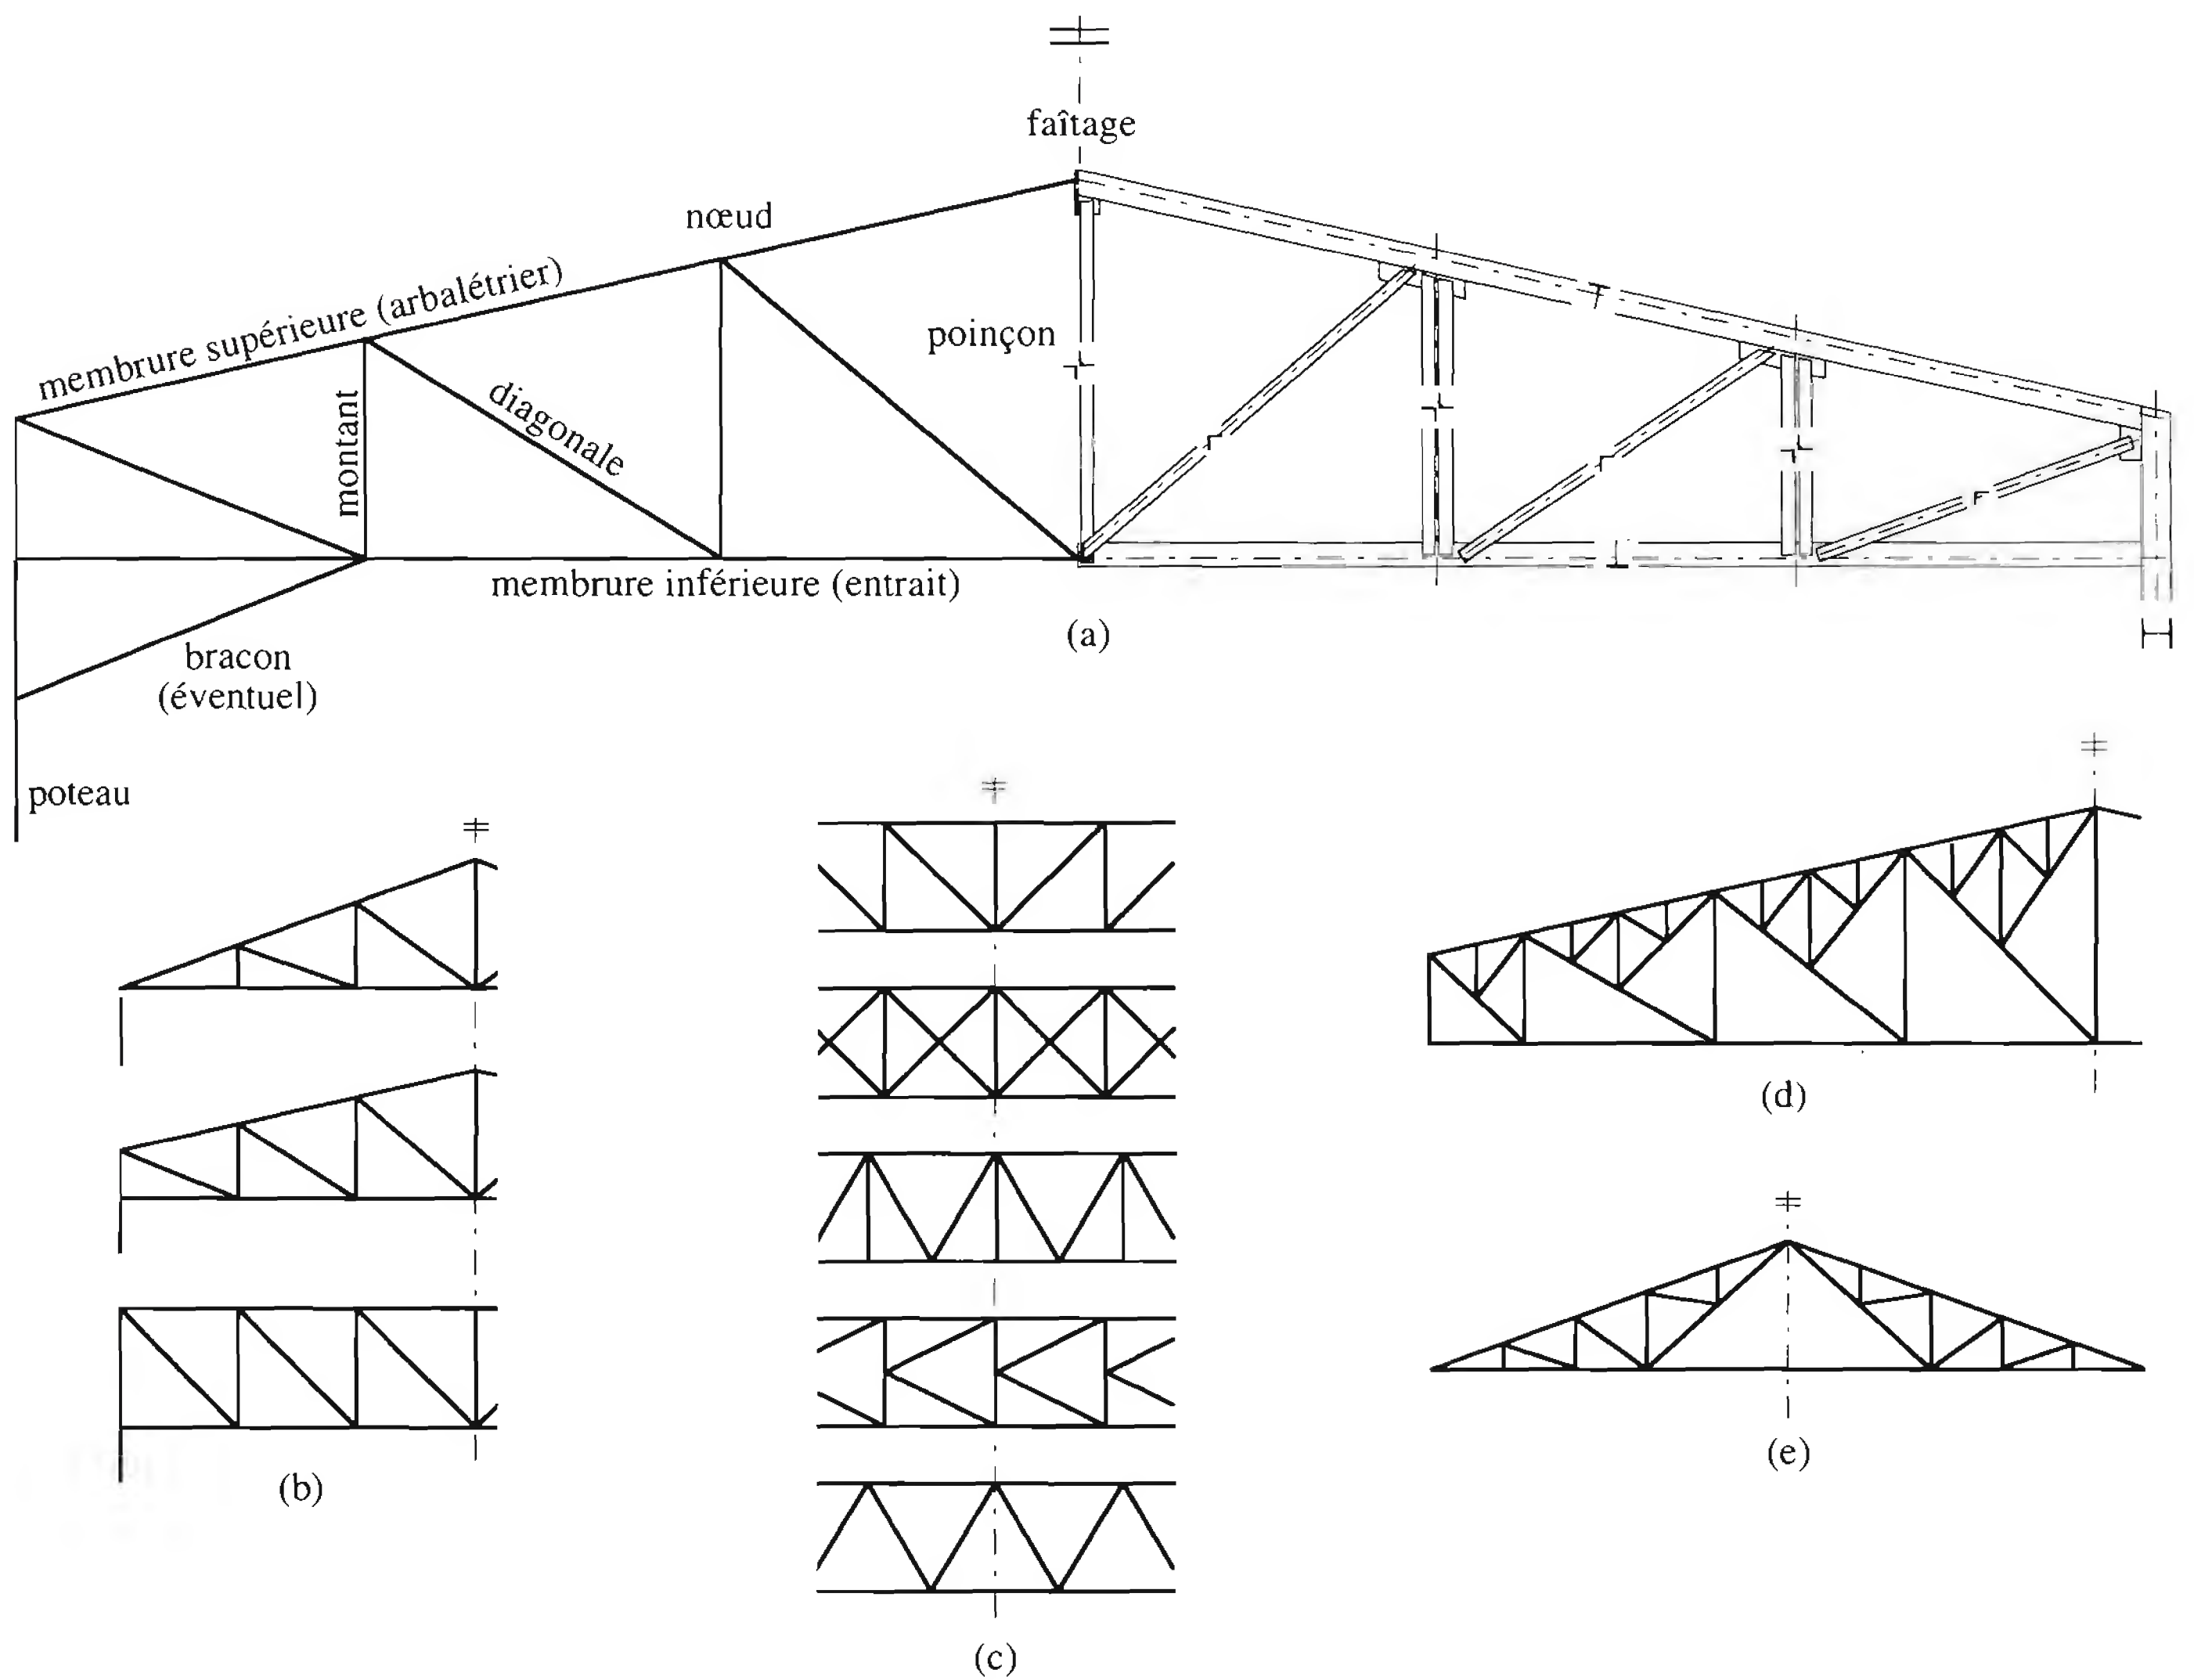 faîtage
nœud
membrure supérieure (arbalétrier)
poinçon
montant
diagonale
membrure inférieure (entrait)
(a)
bracon
(éventuel)
poteau
(b)
(c)
(d)
(e)